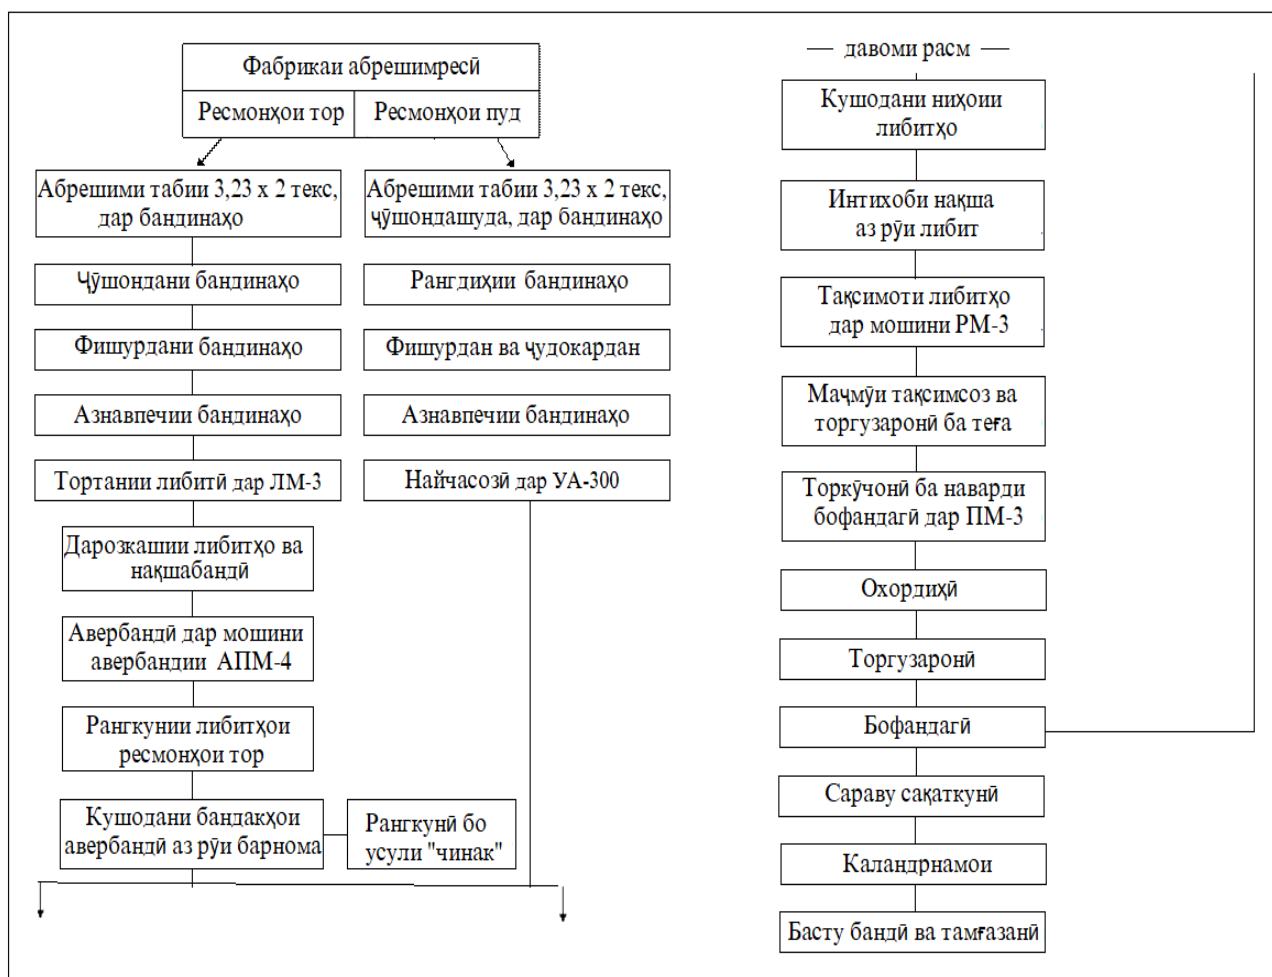 Фабрикаи абрешимресӣ
Ресмонҳои тор
Ресмонҳои пуд
Абрешими табии 3,23 х 2 текс,
дар бандинаҳо
Абрешими табии 3,23 х 2 текс,
ҷӯшондашуда, дар бандинаҳо
Ҷӯшондани бандинаҳо
Рангдиҳии бандинаҳо
Фишурдани бандинаҳо
Фишурдан ва ҷудокардан
Азнавпечии бандинаҳо
Азнавпечии бандинаҳо
Тортании либитӣ дар ЛМ-3
Найчасозӣ дар УА-300
Дарозкашии либитҳо ва
нақшабандӣ
Авербандӣ дар мошини
авербандии АПМ-4
Рангкунии либитҳои
ресмонҳои тор
Кушодани бандакҳои
авербандӣ аз рӯи барнома
Рангкунӣ бо
усули "чинак"
давоми расм
Кушодани ниҳоии
либитҳо
Интихоби нақша
аз рӯи либит
Тақсимоти либитҳо
дар мошини РМ-3
Маҷмӯи тақсимсоз ва
торгузаронӣ ба теға
Торкӯчонӣ ба наварди
бофандагӣ дар ПМ-3
Охордиҳӣ
Торгузаронӣ
Бофандагӣ
Сараву сақаткунӣ
Каландрнамои
Басту бандӣ ва тамғазанӣ